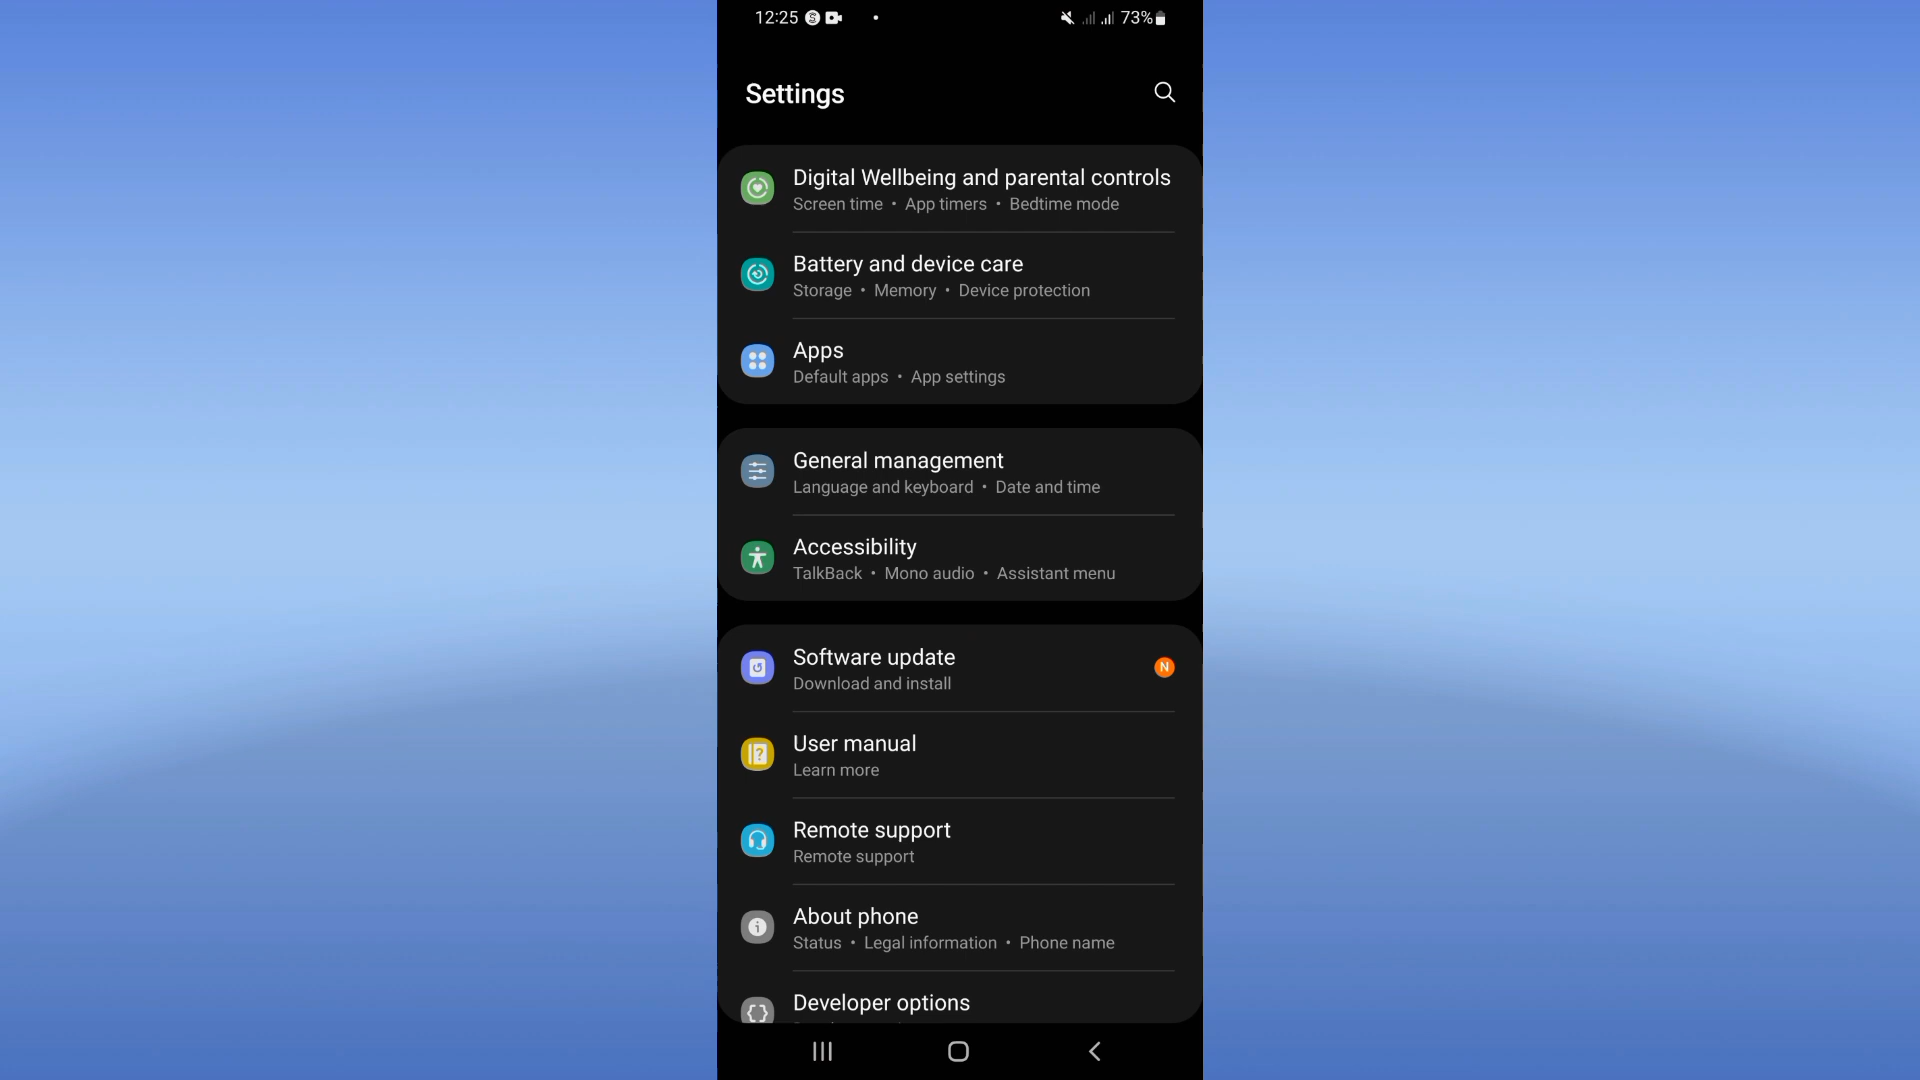 12:25 73%
Settings
Digital Wellbeing and parental controls
Screen time • App timers • Bedtime mode
Battery and device care
Storage • Memory • Device protection
Apps
Default apps • App settings
General management
Language and keyboard • Date and time
Accessibility
TalkBack • Mono audio • Assistant menu
Software update N
Download and install
User manual
Learn more
Remote support
Remote support
About phone
Status • Legal information • Phone name
Developer options